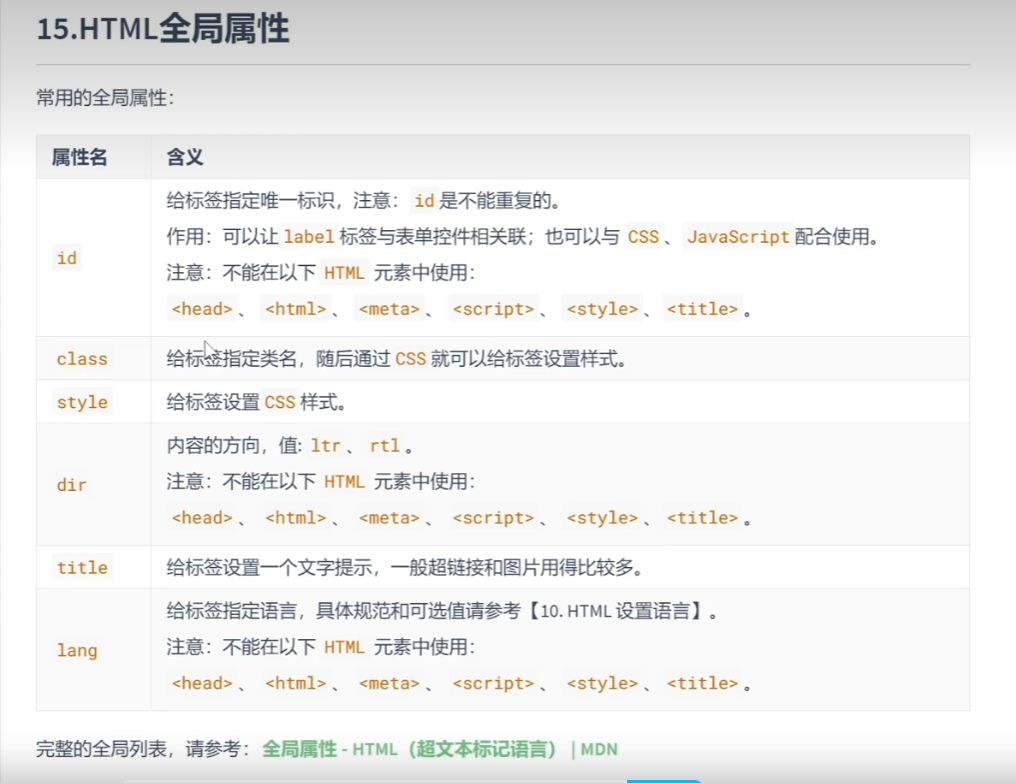 15.HTML全局属性
常用的全局属性：
属性名 含义
id
给标签指定唯一标识，注意： id 是不能重复的。
作用：可以让 label 标签与表单控件相关联；也可以与 CSS 、 JavaScript 配合使用。
注意：不能在以下 HTML 元素中使用：
<head> 、 <html> 、 <meta> 、 <script> 、 <style> 、 <title> 。
class 给标签指定类名，随后通过 CSS 就可以给标签设置样式。
style 给标签设置 CSS 样式。
dir
内容的方向，值: ltr 、 rtl 。
注意：不能在以下 HTML 元素中使用：
<head> 、 <html> 、 <meta> 、 <script> 、 <style> 、 <title> 。
title 给标签设置一个文字提示，一般超链接和图片用得比较多。
lang
给标签指定语言，具体规范和可选值请参考【10. HTML 设置语言】。
注意：不能在以下 HTML 元素中使用：
<head> 、 <html> 、 <meta> 、 <script> 、 <style> 、 <title> 。
完整的全局列表，请参考： 全局属性 - HTML（超文本标记语言） | MDN